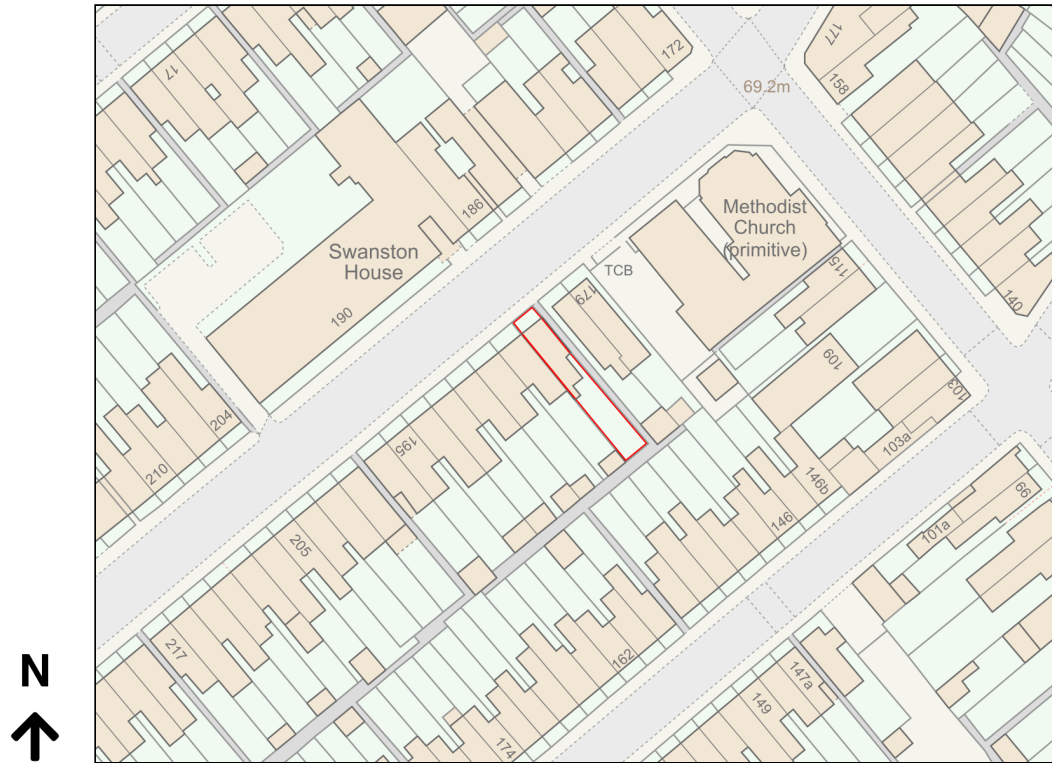 17
172
177
158
69.2m
186
Methodist
Church
(primitive)
Swanston
House
TCB
115
179
140
190
109
103
204
195
103a
210
146b
99
146
101a
205
217
162
147a
149
174
N